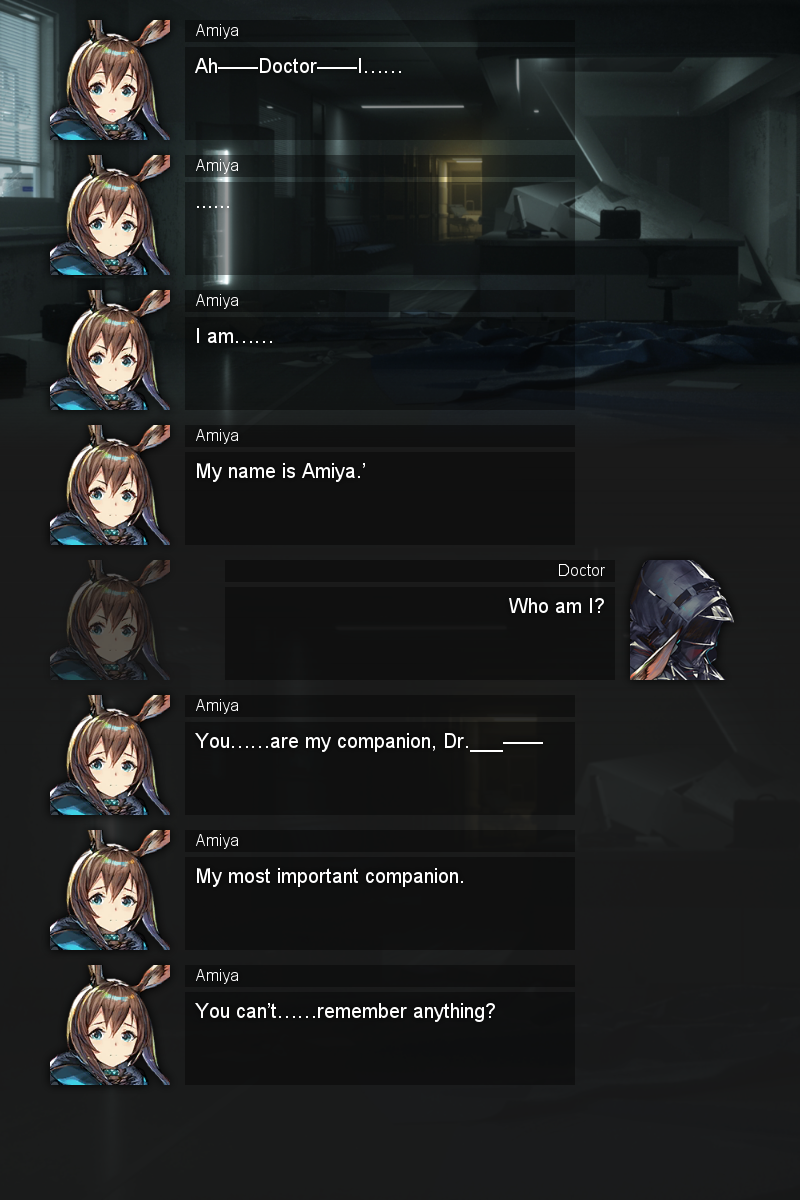 Amiya
Ah——Doctor——I……
Amiya
……
Amiya
I am……
Amiya
My name is Amiya.’
Doctor
Who am I?
Amiya
You……are my companion, Dr.___——
Amiya
My most important companion.
Amiya
You can’t……remember anything?